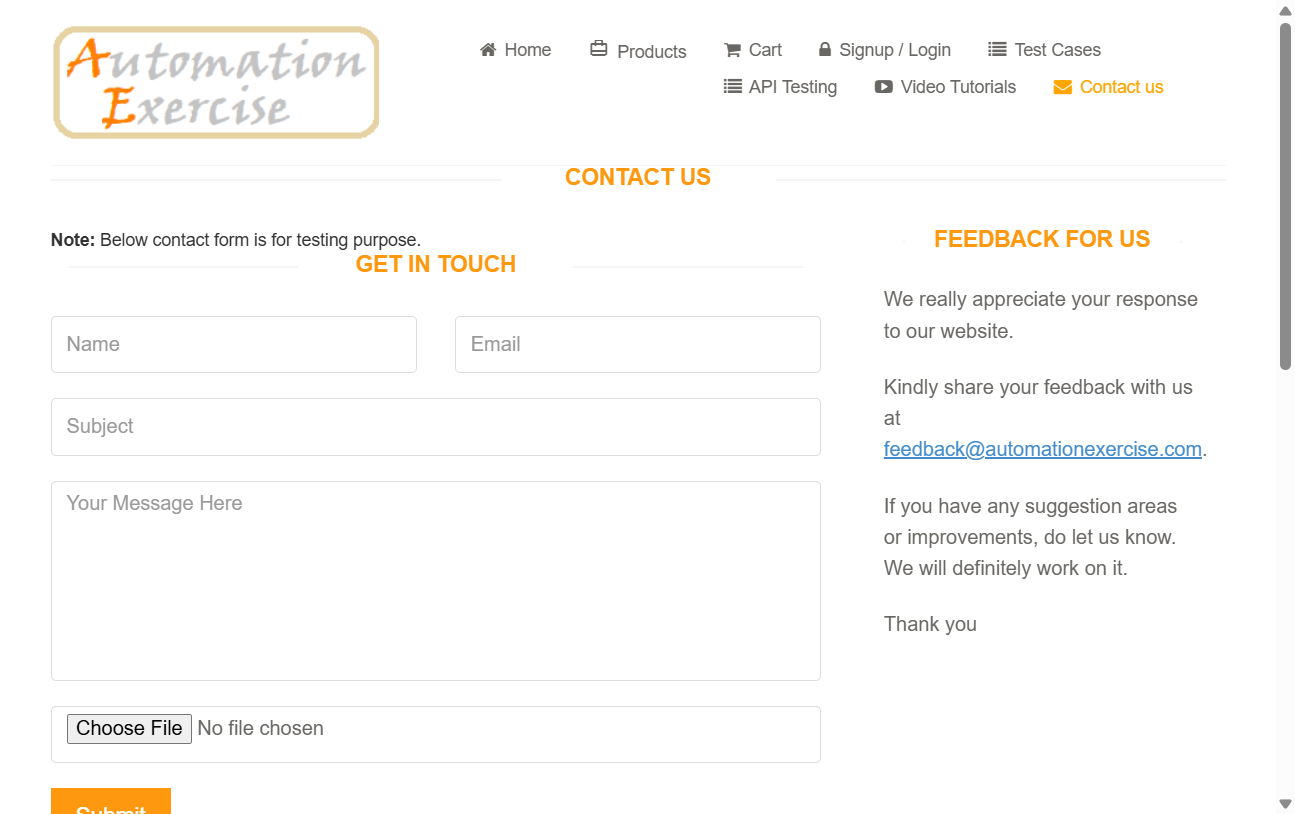 Automation
Exercise
Home Products Cart Signup / Login Test Cases
API Testing Video Tutorials Contact us
CONTACT US
Note: Below contact form is for testing purpose.
GET IN TOUCH
Name Email
Subject
Your Message Here
Choose File No file chosen
Submit
FEEDBACK FOR US
We really appreciate your response
to our website.
Kindly share your feedback with us
at
feedback@automationexercise.com.
If you have any suggestion areas
or improvements, do let us know.
We will definitely work on it.
Thank you